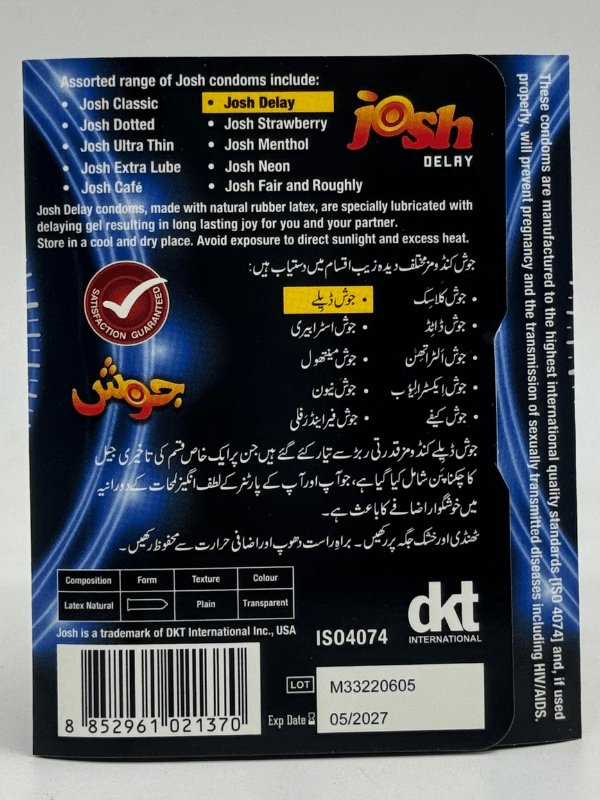 Assorted range of Josh condoms include:
• Josh Classic
• Josh Dotted
• Josh Ultra Thin
• Josh Extra Lube
• Josh Café
• Josh Delay
• Josh Strawberry
• Josh Menthol
• Josh Neon
• Josh Fair and Roughly
josh
DELAY
Josh Delay condoms, made with natural rubber latex, are specially lubricated with
delaying gel resulting in long lasting joy for you and your partner.
Store in a cool and dry place. Avoid exposure to direct sunlight and excess heat.
جوش کنڈومز مختلف دیدہ زیب اقسام میں دستیاب ہیں:
• جوش کلاسک
• جوش ڈاٹڈ
• جوش الٹرا تھن
• جوش ایکسٹرا لیوب
• جوش کیفے
• جوش ڈیلے
• جوش اسٹرابیری
• جوش مینتھول
• جوش نیون
• جوش فیر اینڈ رفلی
SATISFACTION GUARANTEED
جوش
جوش ڈیلے کنڈومز قدرتی ربڑ سے تیار کئے گئے ہیں جن پر ایک خاص قسم کی تاخیری جیل
کا چکنا پن شامل کیا گیا ہے، جو آپ اور آپ کے پارٹنر کے لطف انگیز لمحات کے دورانیہ
میں خوشگوار اضافے کا باعث ہے۔
ٹھنڈی اور خشک جگہ پر رکھیں۔ براہِ راست دھوپ اور اضافی حرارت سے محفوظ رکھیں۔
Composition Form Texture Colour
Latex Natural Plain Transparent
Josh is a trademark of DKT International Inc., USA
ISO4074
dkt
INTERNATIONAL
8 852961 021370
LOT M33220605
Exp Date 05/2027
These condoms are manufactured to the highest international quality standards [ISO 4074] and, if used
properly, will prevent pregnancy and the transmission of sexually transmitted diseases including HIV/AIDS.